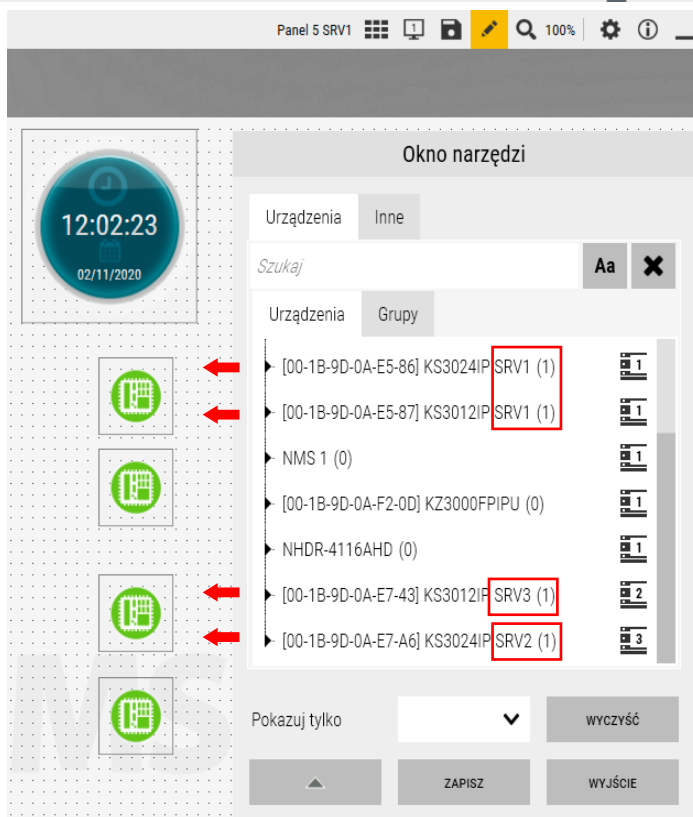 Panel 5 SRV1 1 100%
Okno narzędzi
12:02:23
02/11/2020
Urządzenia Inne
Szukaj Aa
Urządzenia Grupy
[00-1B-9D-0A-E5-86] KS3024IP SRV1 (1) 1
[00-1B-9D-0A-E5-87] KS3012IP SRV1 (1) 1
NMS 1 (0) 1
[00-1B-9D-0A-F2-0D] KZ3000FPIPU (0) 1
NHDR-4116AHD (0) 1
[00-1B-9D-0A-E7-43] KS3012IP SRV3 (1) 2
[00-1B-9D-0A-E7-A6] KS3024IP SRV2 (1) 3
MS
Pokazuj tylko WYCZYŚĆ
ZAPISZ WYJŚCIE